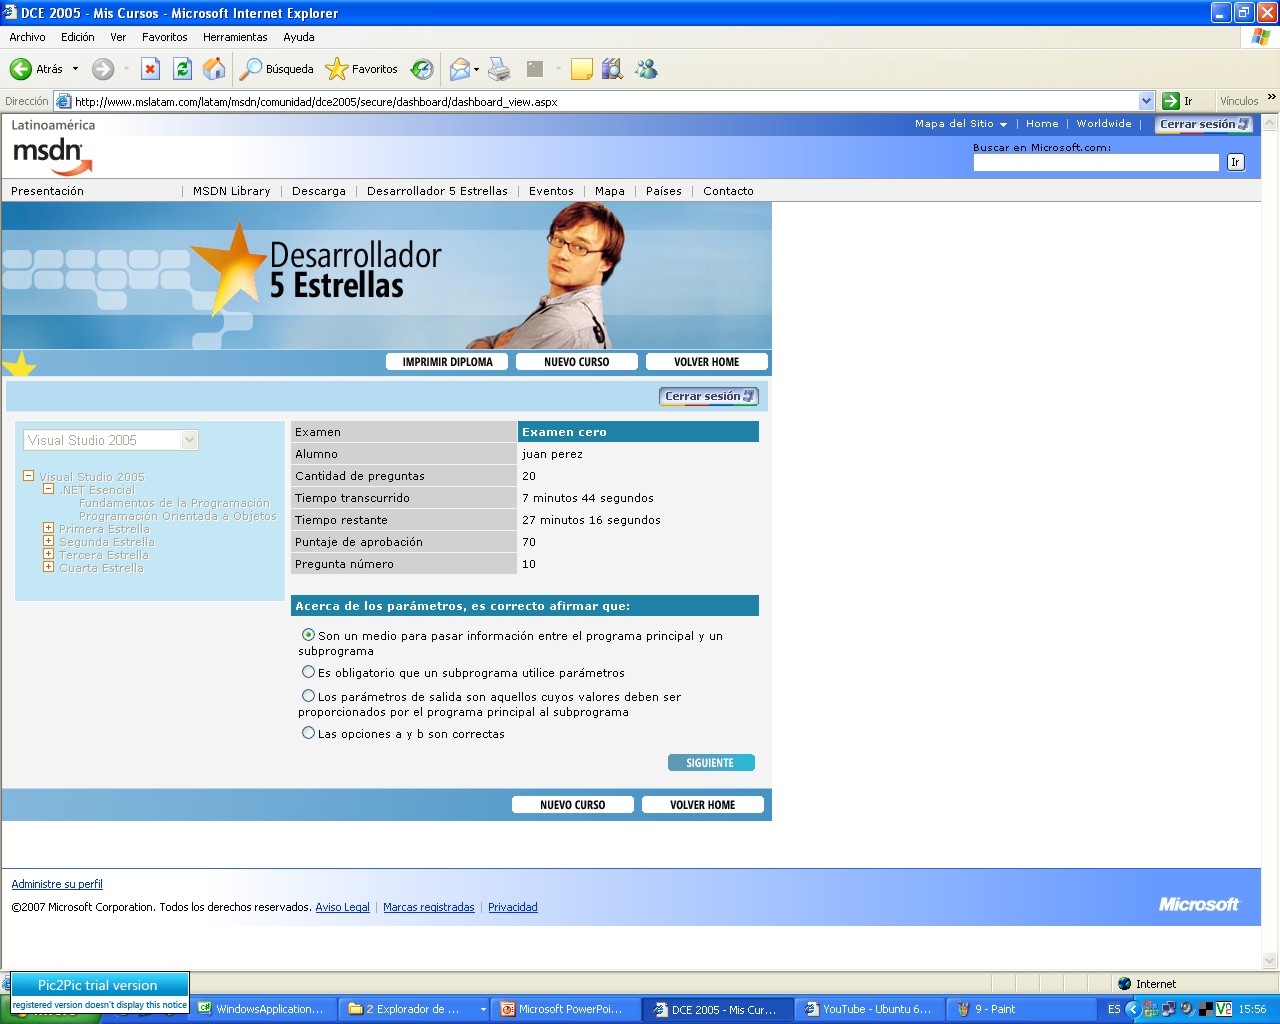 DCE 2005 - Mis Cursos - Microsoft Internet Explorer
Archivo Edición Ver Favoritos Herramientas Ayuda
Atrás Búsqueda Favoritos
Dirección http://www.mslatam.com/latam/msdn/comunidad/dce2005/secure/dashboard/dashboard_view.aspx Ir Vínculos »
Latinoamérica Mapa del Sitio | Home | Worldwide | Cerrar sesión
msdn
Buscar en Microsoft.com:
Ir
Presentación | MSDN Library | Descarga | Desarrollador 5 Estrellas | Eventos | Mapa | Países | Contacto
Desarrollador
5 Estrellas
IMPRIMIR DIPLOMA NUEVO CURSO VOLVER HOME
Cerrar sesión
Visual Studio 2005
Visual Studio 2005
.NET Esencial
Fundamentos de la Programación
Programación Orientada a Objetos
Primera Estrella
Segunda Estrella
Tercera Estrella
Cuarta Estrella
Examen Examen cero
Alumno juan perez
Cantidad de preguntas 20
Tiempo transcurrido 7 minutos 44 segundos
Tiempo restante 27 minutos 16 segundos
Puntaje de aprobación 70
Pregunta número 10
Acerca de los parámetros, es correcto afirmar que:
Son un medio para pasar información entre el programa principal y un
subprograma
Es obligatorio que un subprograma utilice parámetros
Los parámetros de salida son aquellos cuyos valores deben ser
proporcionados por el programa principal al subprograma
Las opciones a y b son correctas
SIGUIENTE
NUEVO CURSO VOLVER HOME
Administre su perfil
©2007 Microsoft Corporation. Todos los derechos reservados. Aviso Legal | Marcas registradas | Privacidad
Microsoft
Internet
Pic2Pic trial version
registered version doesn't display this notice
WindowsApplication... 2 Explorador de ... Microsoft PowerPoi... DCE 2005 - Mis Cur... YouTube - Ubuntu 6... 9 - Paint ES 15:56